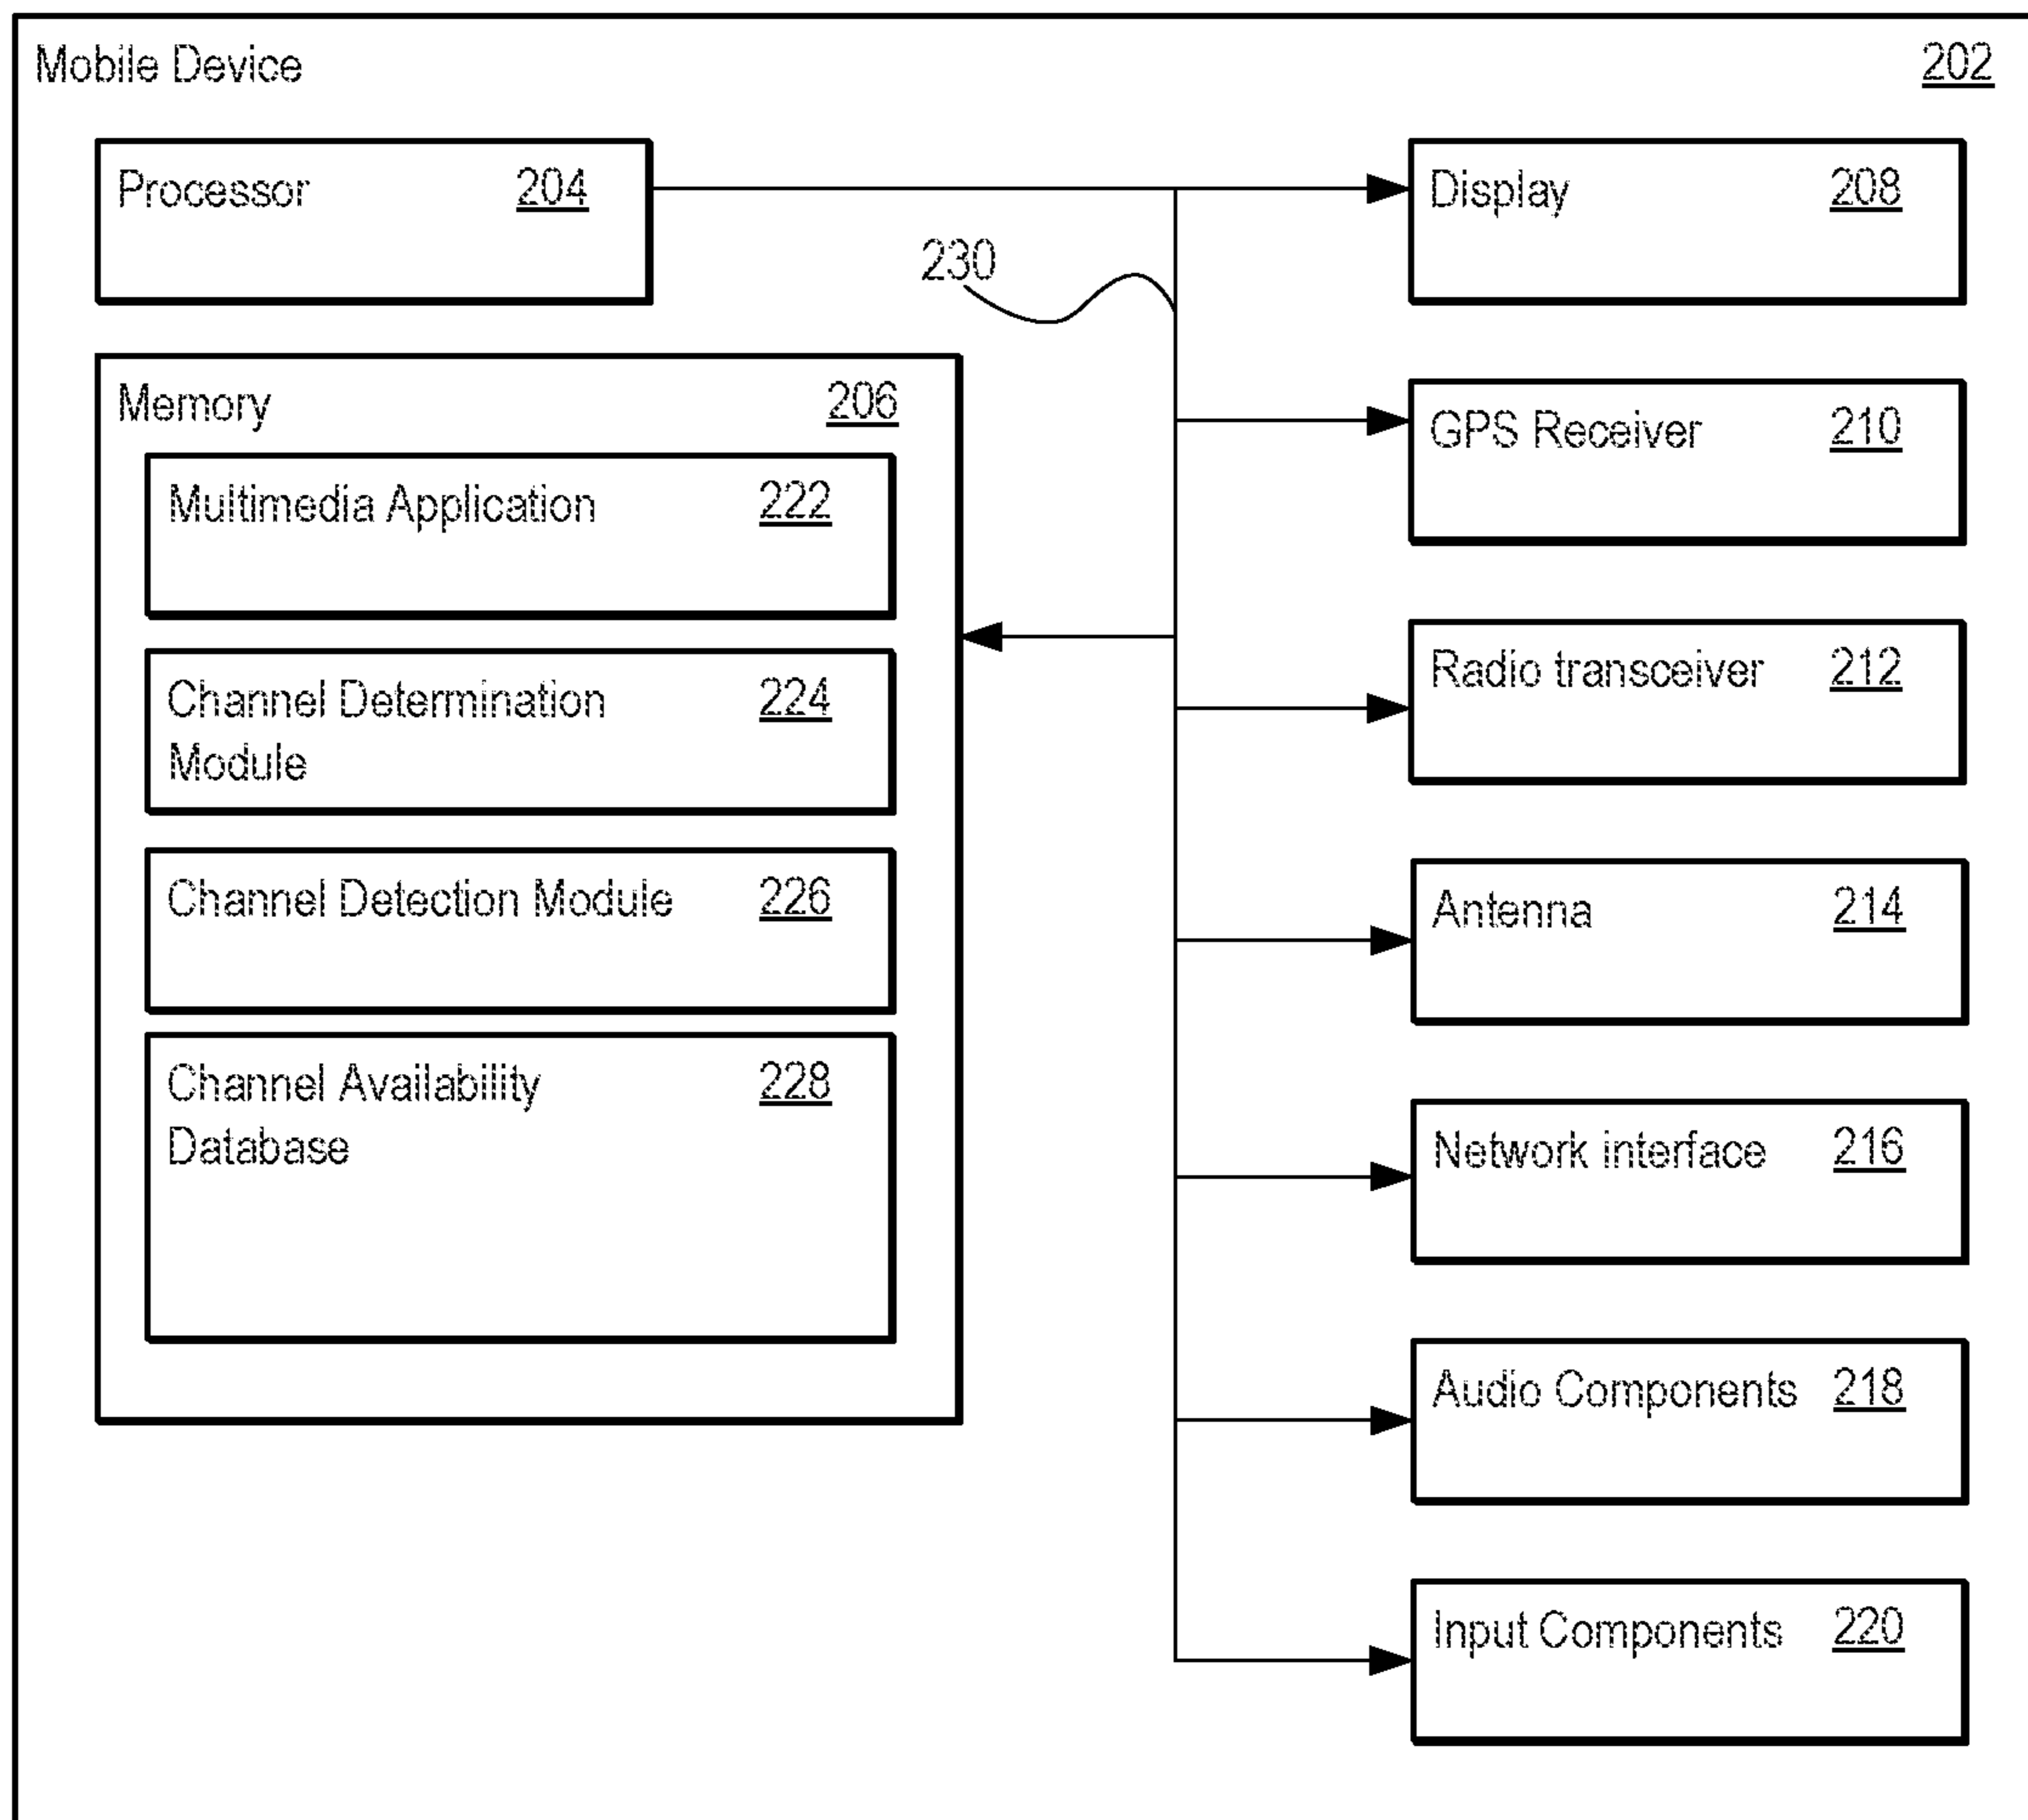 Mobile Device 202
Processor 204
Display 208
230
Memory 206
GPS Receiver 210
Multimedia Application 222
Radio transceiver 212
Channel Determination 224
Module
Channel Detection Module 226
Antenna 214
Channel Availability 228
Database
Network interface 216
Audio Components 218
Input Components 220